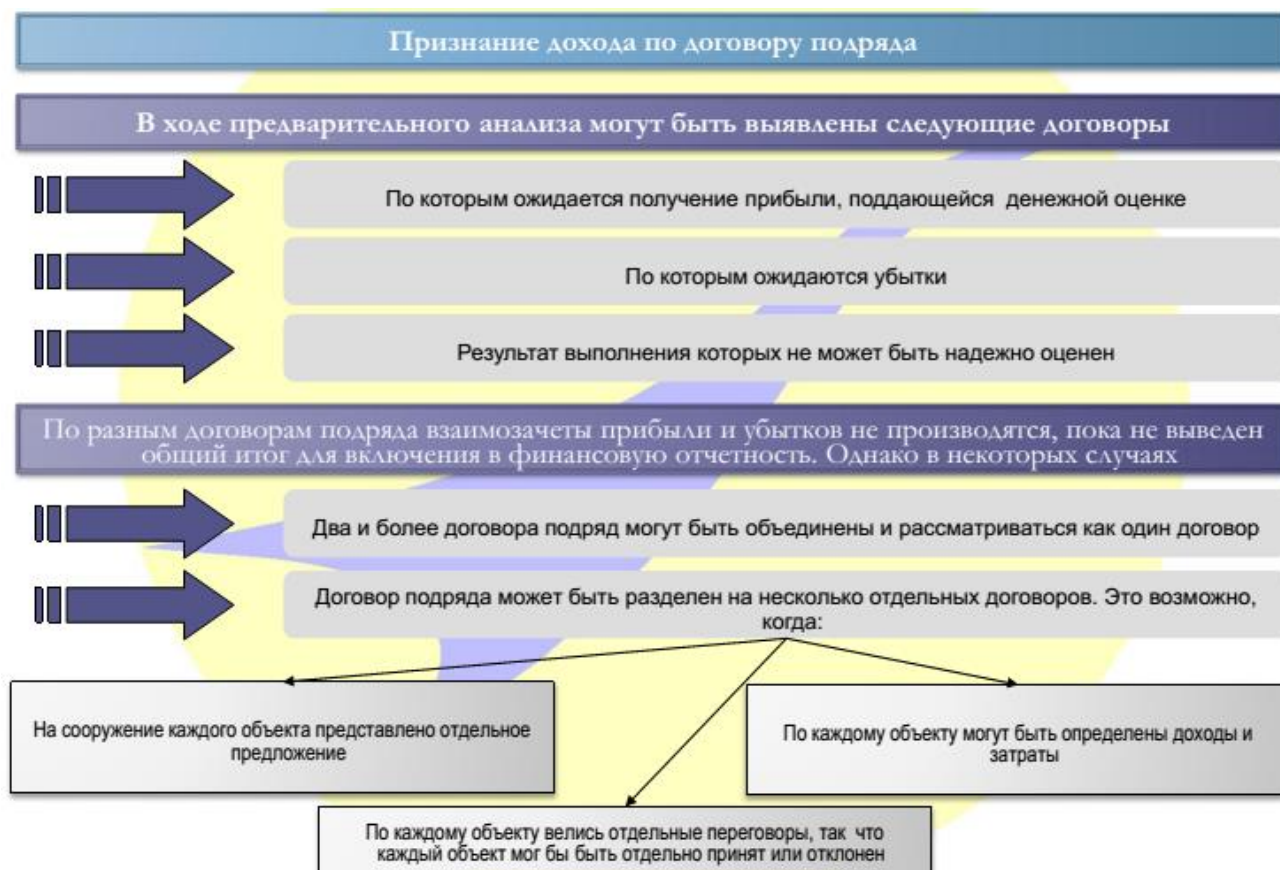 Признание дохода по договору подряда
В ходе предварительного анализа могут быть выявлены следующие договоры
По которым ожидается получение прибыли, поддающейся денежной оценке
По которым ожидаются убытки
Результат выполнения которых не может быть надежно оценен
По разным договорам подряда взаимозачеты прибыли и убытков не производятся, пока не выведен
общий итог для включения в финансовую отчетность. Однако в некоторых случаях
Два и более договора подряд могут быть объединены и рассматриваться как один договор
Договор подряда может быть разделен на несколько отдельных договоров. Это возможно,
когда:
На сооружение каждого объекта представлено отдельное
предложение
По каждому объекту могут быть определены доходы и
затраты
По каждому объекту велись отдельные переговоры, так что
каждый объект мог бы быть отдельно принят или отклонен